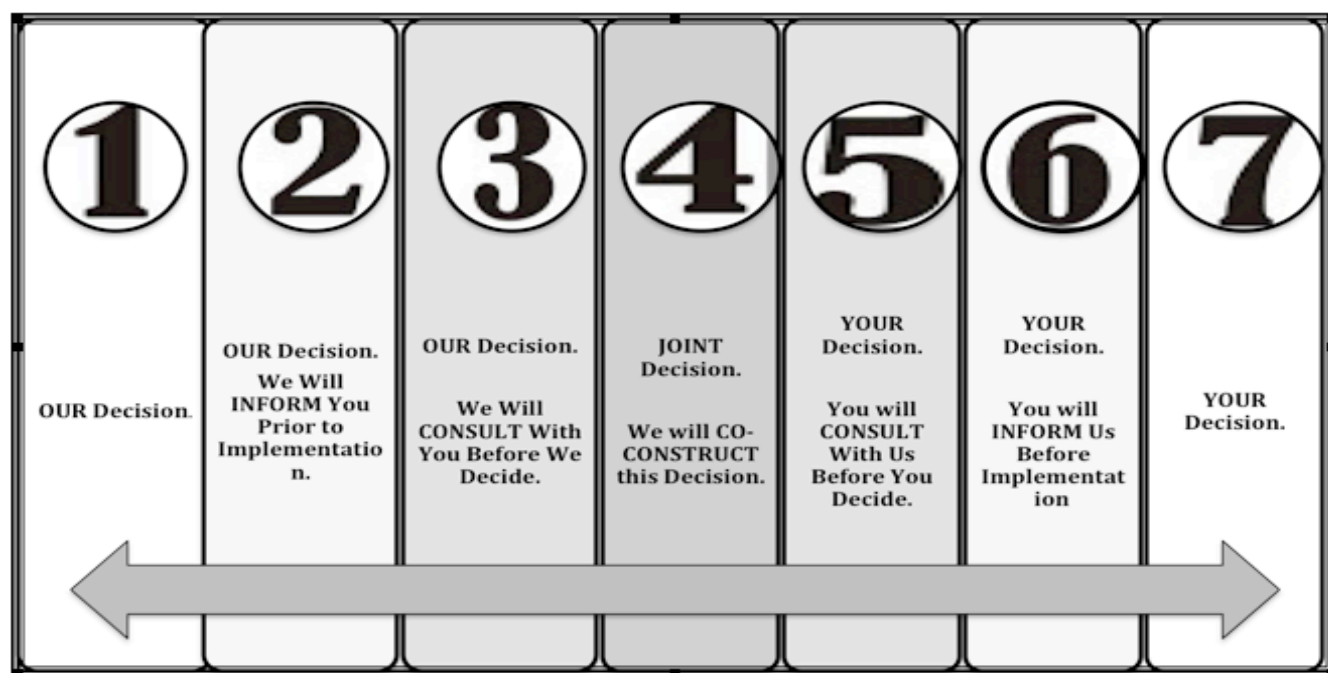 1
OUR Decision.
2
OUR Decision.
We Will
INFORM You
Prior to
Implementatio
n.
3
OUR Decision.
We Will
CONSULT With
You Before We
Decide.
4
JOINT
Decision.
We will CO-
CONSTRUCT
this Decision.
5
YOUR
Decision.
You will
CONSULT
With Us
Before You
Decide.
6
YOUR
Decision.
You will
INFORM Us
Before
Implementat
ion
7
YOUR
Decision.